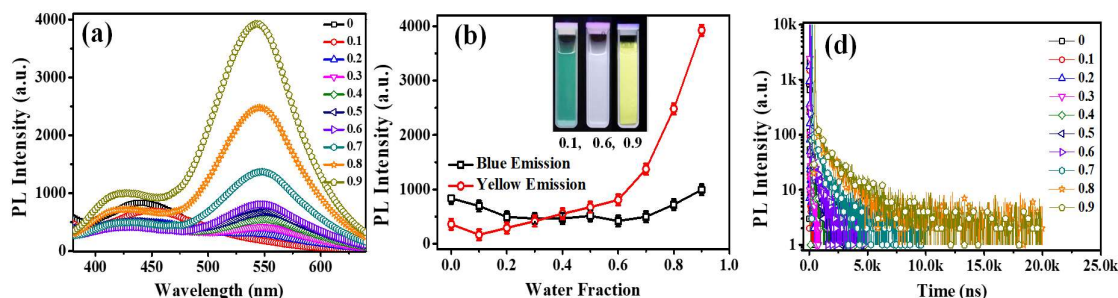 (a)
4000
3000
2000
1000
0
PL Intensity (a.u.)
400 450 500 550 600
Wavelength (nm)
0
0.1
0.2
0.3
0.4
0.5
0.6
0.7
0.8
0.9
(b)
4000
3000
2000
1000
0
PL Intensity (a.u.)
0.1, 0.6, 0.9
Blue Emission
Yellow Emission
0.0 0.2 0.4 0.6 0.8 1.0
Water Fraction
(d)
10k
1k
100
10
1
PL Intensity (a.u.)
0.0 5.0k 10.0k 15.0k 20.0k 25.0k
Time (ns)
0
0.1
0.2
0.3
0.4
0.5
0.6
0.7
0.8
0.9